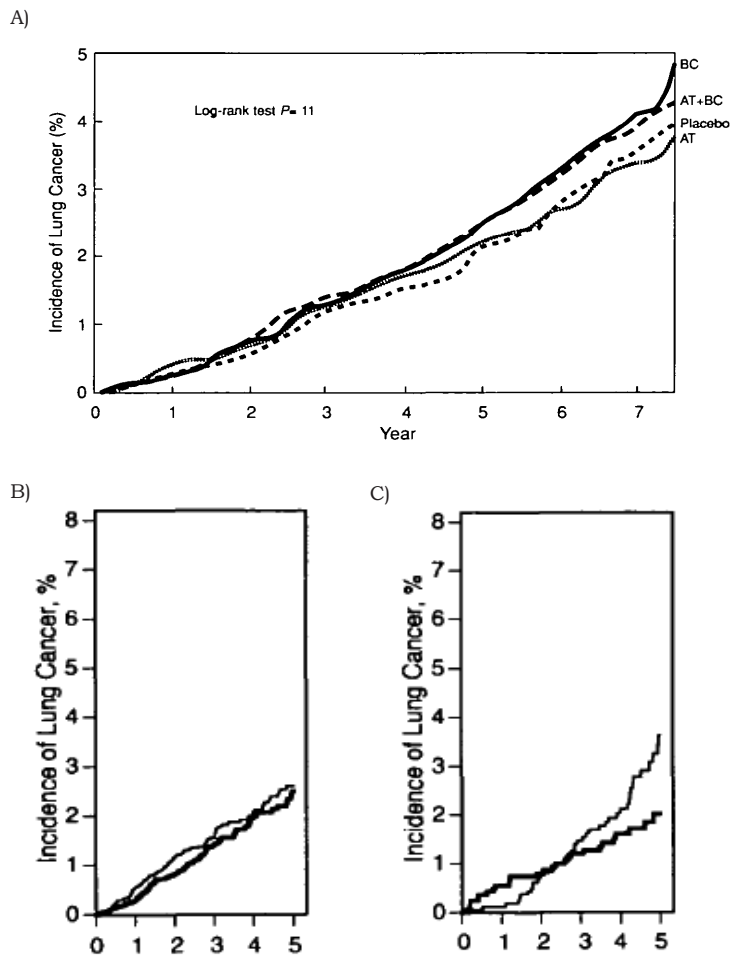 A)
5
4
3
2
1
0
Incidence of Lung Cancer (%)
Log-rank test P= 11
BC
AT+BC
Placebo
AT
0 1 2 3 4 5 6 7
Year
B)
8
7
6
5
4
3
2
1
0
Incidence of Lung Cancer, %
0 1 2 3 4 5
C)
8
7
6
5
4
3
2
1
0
Incidence of Lung Cancer, %
0 1 2 3 4 5